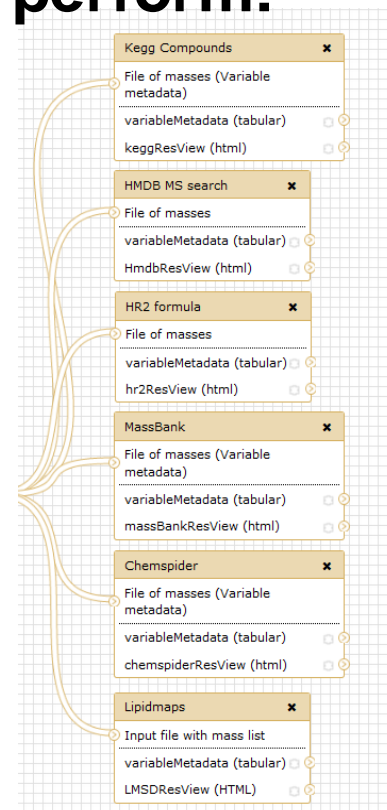 perform:
Kegg Compounds
File of masses (Variable
metadata)
variableMetadata (tabular)
keggResView (html)
HMDB MS search
File of masses
variableMetadata (tabular)
HmdbResView (html)
HR2 formula
File of masses
variableMetadata (tabular)
hr2ResView (html)
MassBank
File of masses (Variable
metadata)
variableMetadata (tabular)
massBankResView (html)
Chemspider
File of masses (Variable
metadata)
variableMetadata (tabular)
chemspiderResView (html)
Lipidmaps
Input file with mass list
variableMetadata (tabular)
LMSDResView (HTML)